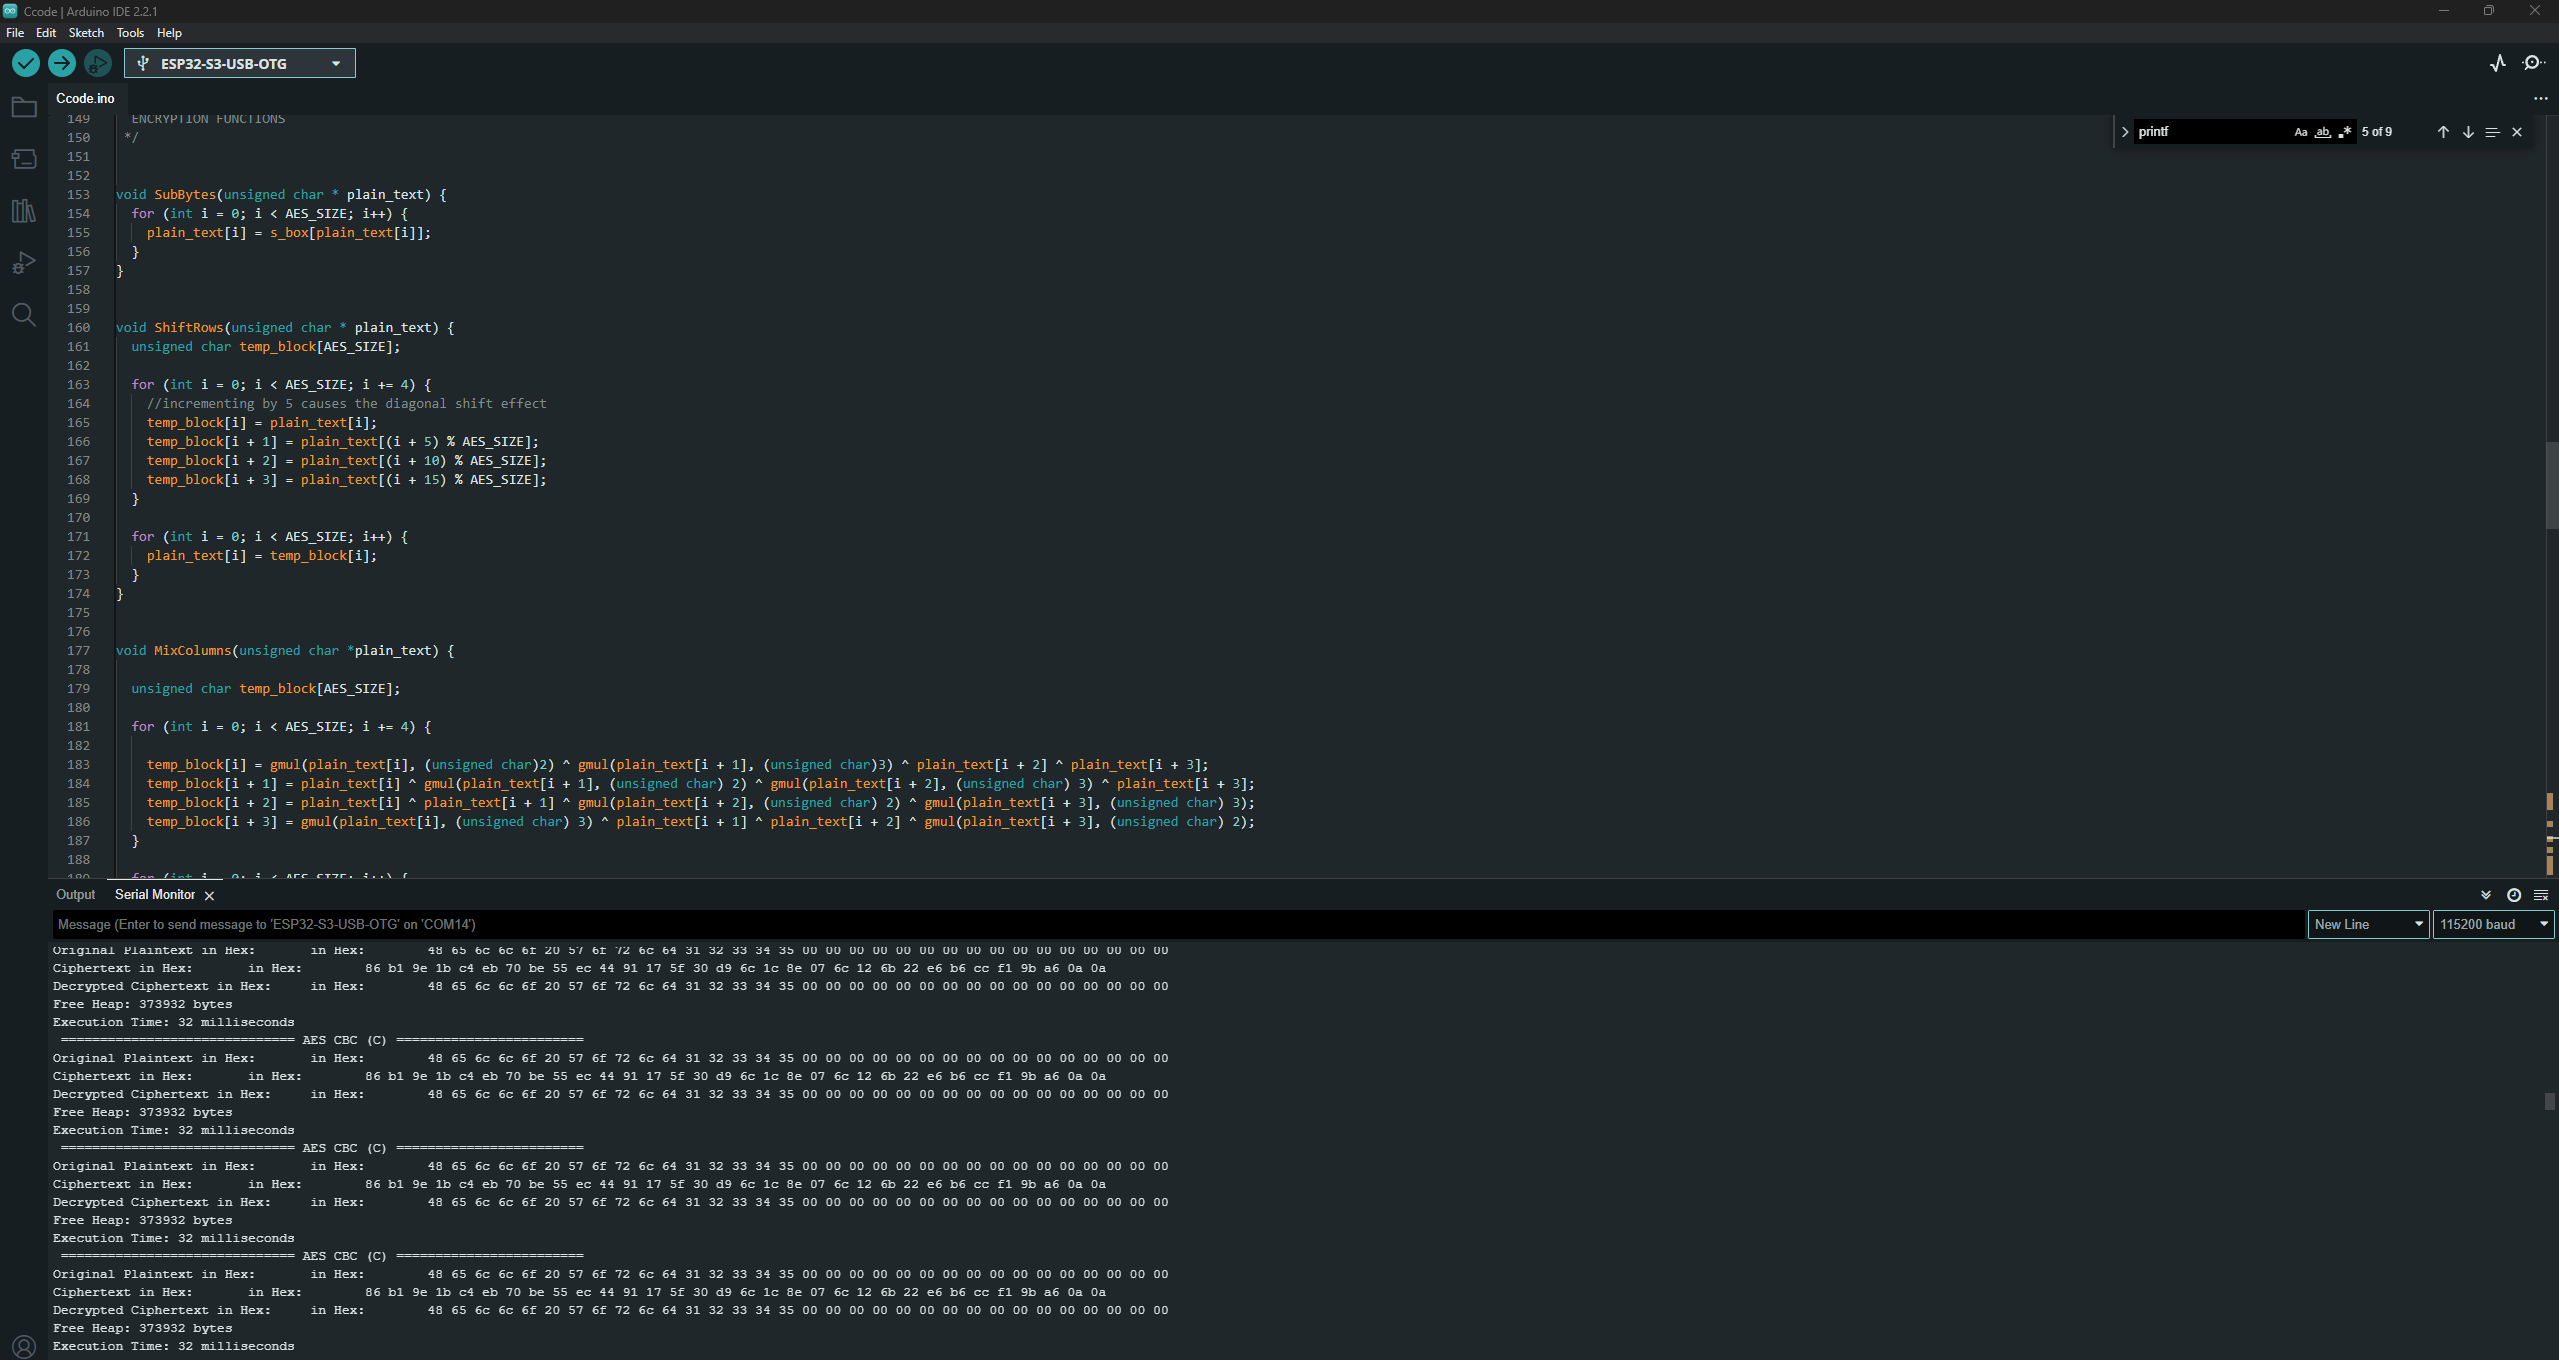 Ccode | Arduino IDE 2.2.1
File Edit Sketch Tools Help
ESP32-S3-USB-OTG
Ccode.ino
printf Aa ab .* 5 of 9
149 ENCRYPTION FUNCTIONS
150 */
151
152
153 void SubBytes(unsigned char * plain_text) {
154 for (int i = 0; i < AES_SIZE; i++) {
155 plain_text[i] = s_box[plain_text[i]];
156 }
157 }
158
159
160 void ShiftRows(unsigned char * plain_text) {
161 unsigned char temp_block[AES_SIZE];
162
163 for (int i = 0; i < AES_SIZE; i += 4) {
164 //incrementing by 5 causes the diagonal shift effect
165 temp_block[i] = plain_text[i];
166 temp_block[i + 1] = plain_text[(i + 5) % AES_SIZE];
167 temp_block[i + 2] = plain_text[(i + 10) % AES_SIZE];
168 temp_block[i + 3] = plain_text[(i + 15) % AES_SIZE];
169 }
170
171 for (int i = 0; i < AES_SIZE; i++) {
172 plain_text[i] = temp_block[i];
173 }
174 }
175
176
177 void MixColumns(unsigned char *plain_text) {
178
179 unsigned char temp_block[AES_SIZE];
180
181 for (int i = 0; i < AES_SIZE; i += 4) {
182
183 temp_block[i] = gmul(plain_text[i], (unsigned char)2) ^ gmul(plain_text[i + 1], (unsigned char)3) ^ plain_text[i + 2] ^ plain_text[i + 3];
184 temp_block[i + 1] = plain_text[i] ^ gmul(plain_text[i + 1], (unsigned char) 2) ^ gmul(plain_text[i + 2], (unsigned char) 3) ^ plain_text[i + 3];
185 temp_block[i + 2] = plain_text[i] ^ plain_text[i + 1] ^ gmul(plain_text[i + 2], (unsigned char) 2) ^ gmul(plain_text[i + 3], (unsigned char) 3);
186 temp_block[i + 3] = gmul(plain_text[i], (unsigned char) 3) ^ plain_text[i + 1] ^ plain_text[i + 2] ^ gmul(plain_text[i + 3], (unsigned char) 2);
187 }
188
189 for (int i = 0; i < AES_SIZE; i++) {
Output Serial Monitor
Message (Enter to send message to 'ESP32-S3-USB-OTG' on 'COM14') New Line 115200 baud
Original Plaintext in Hex: in Hex: 48 65 6c 6c 6f 20 57 6f 72 6c 64 31 32 33 34 35 00 00 00 00 00 00 00 00 00 00 00 00 00 00 00 00
Ciphertext in Hex: in Hex: 86 b1 9e 1b c4 eb 70 be 55 ec 44 91 17 5f 30 d9 6c 1c 8e 07 6c 12 6b 22 e6 b6 cc f1 9b a6 0a 0a
Decrypted Ciphertext in Hex: in Hex: 48 65 6c 6c 6f 20 57 6f 72 6c 64 31 32 33 34 35 00 00 00 00 00 00 00 00 00 00 00 00 00 00 00 00
Free Heap: 373932 bytes
Execution Time: 32 milliseconds
============================== AES CBC (C) ========================
Original Plaintext in Hex: in Hex: 48 65 6c 6c 6f 20 57 6f 72 6c 64 31 32 33 34 35 00 00 00 00 00 00 00 00 00 00 00 00 00 00 00 00
Ciphertext in Hex: in Hex: 86 b1 9e 1b c4 eb 70 be 55 ec 44 91 17 5f 30 d9 6c 1c 8e 07 6c 12 6b 22 e6 b6 cc f1 9b a6 0a 0a
Decrypted Ciphertext in Hex: in Hex: 48 65 6c 6c 6f 20 57 6f 72 6c 64 31 32 33 34 35 00 00 00 00 00 00 00 00 00 00 00 00 00 00 00 00
Free Heap: 373932 bytes
Execution Time: 32 milliseconds
============================== AES CBC (C) ========================
Original Plaintext in Hex: in Hex: 48 65 6c 6c 6f 20 57 6f 72 6c 64 31 32 33 34 35 00 00 00 00 00 00 00 00 00 00 00 00 00 00 00 00
Ciphertext in Hex: in Hex: 86 b1 9e 1b c4 eb 70 be 55 ec 44 91 17 5f 30 d9 6c 1c 8e 07 6c 12 6b 22 e6 b6 cc f1 9b a6 0a 0a
Decrypted Ciphertext in Hex: in Hex: 48 65 6c 6c 6f 20 57 6f 72 6c 64 31 32 33 34 35 00 00 00 00 00 00 00 00 00 00 00 00 00 00 00 00
Free Heap: 373932 bytes
Execution Time: 32 milliseconds
============================== AES CBC (C) ========================
Original Plaintext in Hex: in Hex: 48 65 6c 6c 6f 20 57 6f 72 6c 64 31 32 33 34 35 00 00 00 00 00 00 00 00 00 00 00 00 00 00 00 00
Ciphertext in Hex: in Hex: 86 b1 9e 1b c4 eb 70 be 55 ec 44 91 17 5f 30 d9 6c 1c 8e 07 6c 12 6b 22 e6 b6 cc f1 9b a6 0a 0a
Decrypted Ciphertext in Hex: in Hex: 48 65 6c 6c 6f 20 57 6f 72 6c 64 31 32 33 34 35 00 00 00 00 00 00 00 00 00 00 00 00 00 00 00 00
Free Heap: 373932 bytes
Execution Time: 32 milliseconds